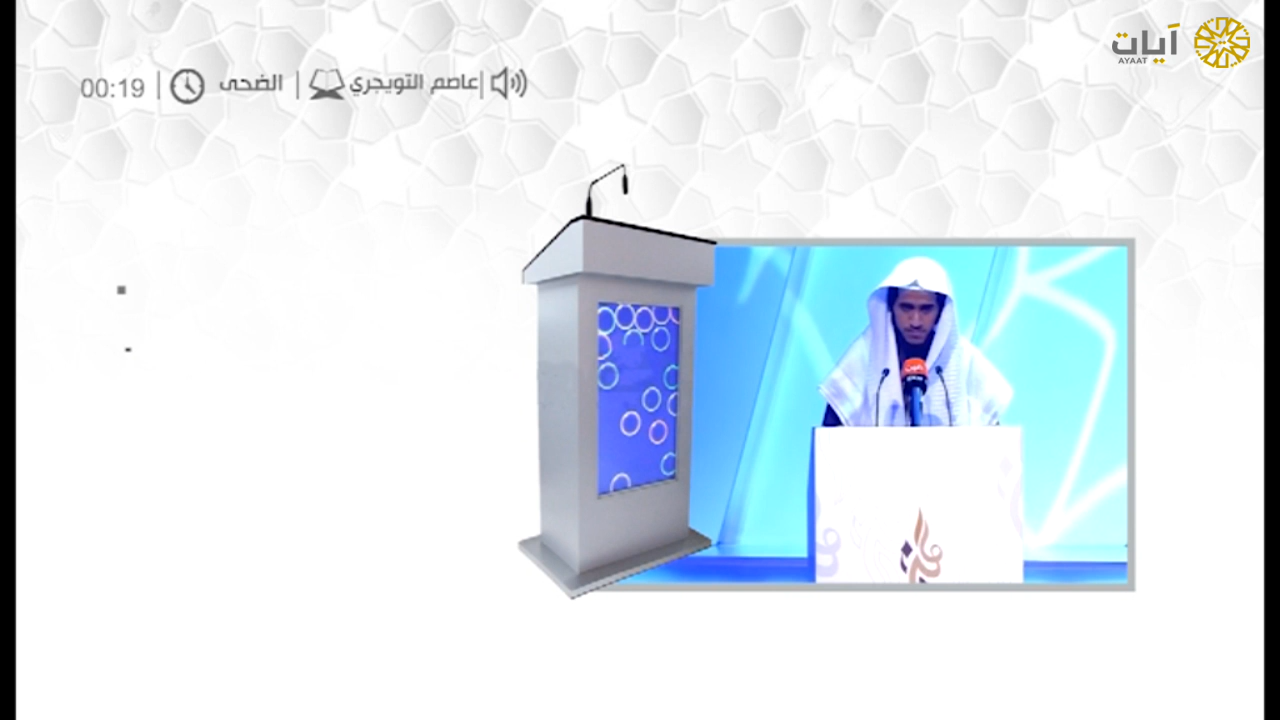 آيات
AYAAT
عاصم التويجري | الضحى | 00:19